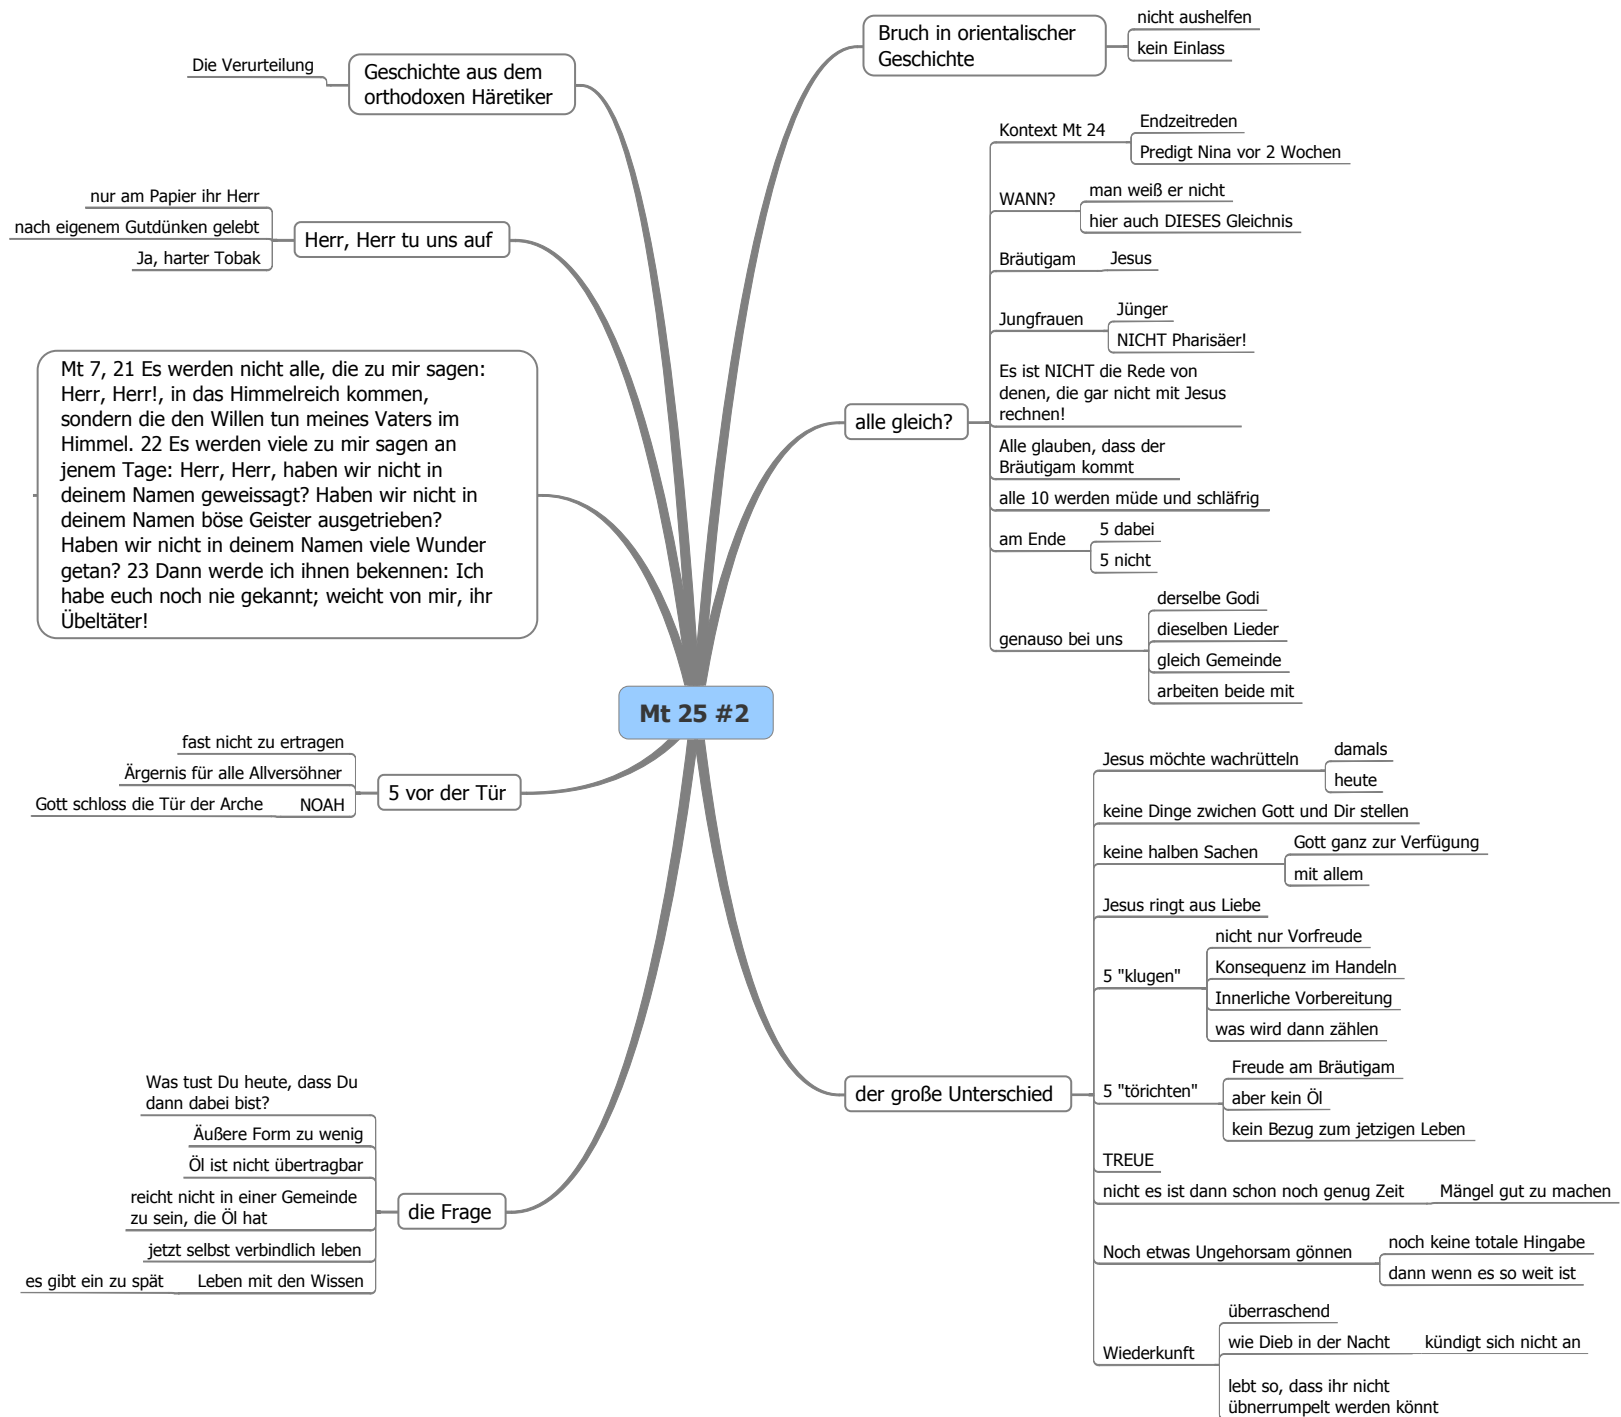 Mt 25 #2
Bruch in orientalischer
Geschichte
nicht aushelfen
kein Einlass
alle gleich?
Kontext Mt 24
Endzeitreden
Predigt Nina vor 2 Wochen
WANN?
man weiß er nicht
hier auch DIESES Gleichnis
Bräutigam
Jesus
Jungfrauen
Jünger
NICHT Pharisäer!
Es ist NICHT die Rede von
denen, die gar nicht mit Jesus
rechnen!
Alle glauben, dass der
Bräutigam kommt
alle 10 werden müde und schläfrig
am Ende
5 dabei
5 nicht
genauso bei uns
derselbe Godi
dieselben Lieder
gleich Gemeinde
arbeiten beide mit
der große Unterschied
Jesus möchte wachrütteln
damals
heute
keine Dinge zwichen Gott und Dir stellen
keine halben Sachen
Gott ganz zur Verfügung
mit allem
Jesus ringt aus Liebe
5 "klugen"
nicht nur Vorfreude
Konsequenz im Handeln
Innerliche Vorbereitung
was wird dann zählen
5 "törichten"
Freude am Bräutigam
aber kein Öl
kein Bezug zum jetzigen Leben
TREUE
nicht es ist dann schon noch genug Zeit
Mängel gut zu machen
Noch etwas Ungehorsam gönnen
noch keine totale Hingabe
dann wenn es so weit ist
Wiederkunft
überraschend
wie Dieb in der Nacht
kündigt sich nicht an
lebt so, dass ihr nicht
übnerrumpelt werden könnt
Geschichte aus dem
orthodoxen Häretiker
Die Verurteilung
Herr, Herr tu uns auf
nur am Papier ihr Herr
nach eigenem Gutdünken gelebt
Ja, harter Tobak
Mt 7, 21 Es werden nicht alle, die zu mir sagen:
Herr, Herr!, in das Himmelreich kommen,
sondern die den Willen tun meines Vaters im
Himmel. 22 Es werden viele zu mir sagen an
jenem Tage: Herr, Herr, haben wir nicht in
deinem Namen geweissagt? Haben wir nicht in
deinem Namen böse Geister ausgetrieben?
Haben wir nicht in deinem Namen viele Wunder
getan? 23 Dann werde ich ihnen bekennen: Ich
habe euch noch nie gekannt; weicht von mir, ihr
Übeltäter!
5 vor der Tür
fast nicht zu ertragen
Ärgernis für alle Allversöhner
NOAH
Gott schloss die Tür der Arche
die Frage
Was tust Du heute, dass Du
dann dabei bist?
Äußere Form zu wenig
Öl ist nicht übertragbar
reicht nicht in einer Gemeinde
zu sein, die Öl hat
jetzt selbst verbindlich leben
Leben mit den Wissen
es gibt ein zu spät